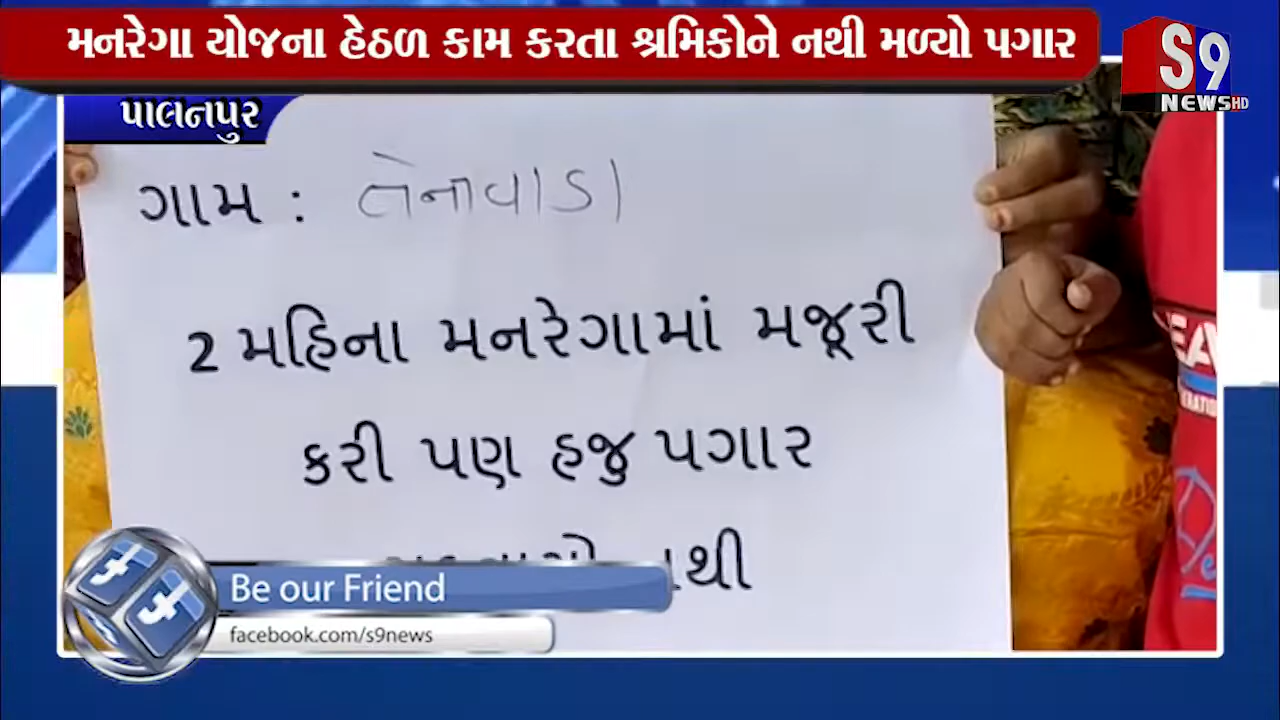 મનરેગા યોજના હેઠળ કામ કરતા શ્રમિકોને નથી મળ્યો પગાર
S9
NEWS HD
પાલનપુર
ગામ : તેનીવાડા
2 મહિના મનરેગામાં મજૂરી
કરી પણ હજુ પગાર
નથી
Be our Friend
facebook.com/s9news